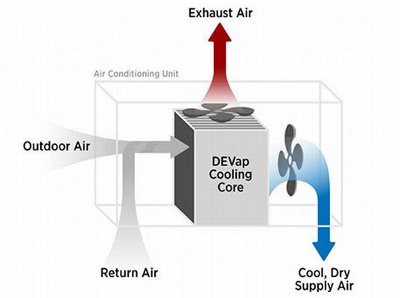 Exhaust Air
Air Conditioning Unit
Outdoor Air
DEVap
Cooling
Core
Return Air
Cool, Dry
Supply Air